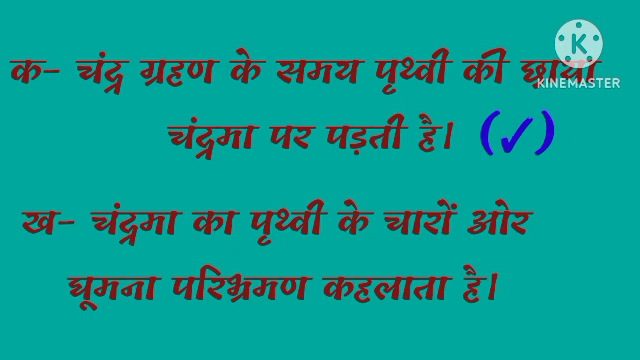 क- चंद्र ग्रहण के समय पृथ्वी की छाया
KINEMASTER
चंद्रमा पर पड़ती है। (✓)
ख- चंद्रमा का पृथ्वी के चारों ओर
घूमना परिभ्रमण कहलाता है।